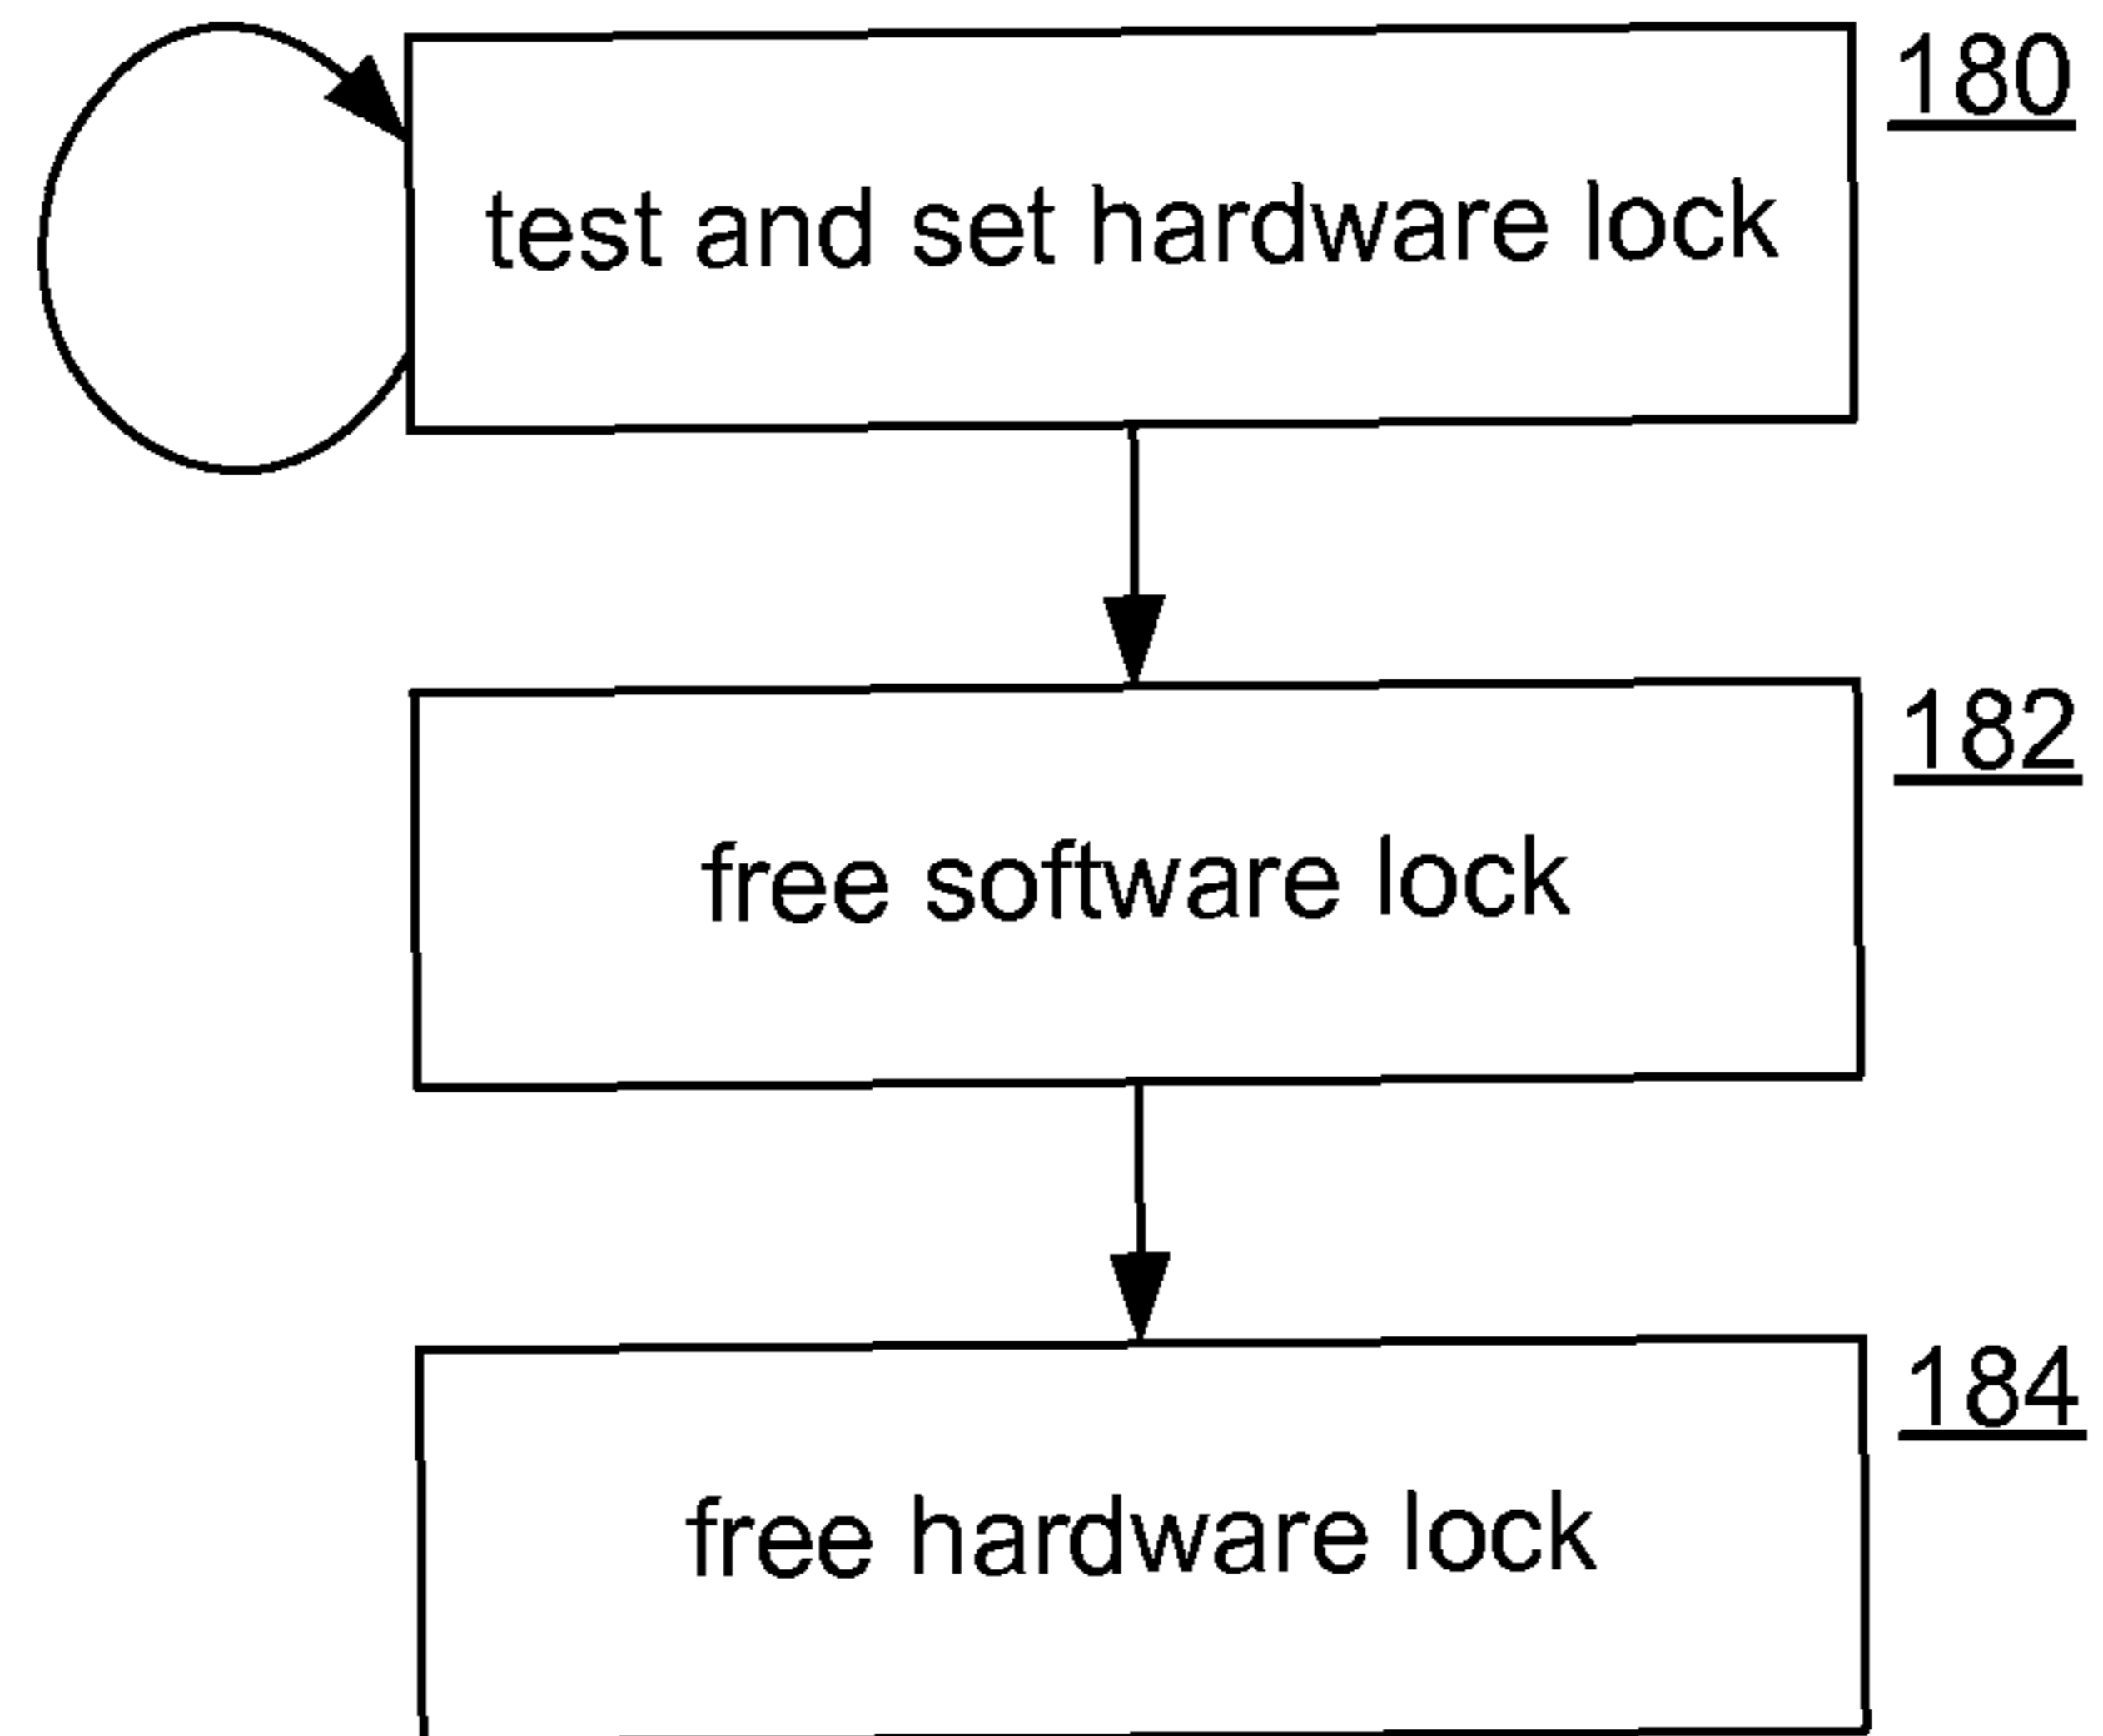 180
test and set hardware lock
182
free software lock
184
free hardware lock